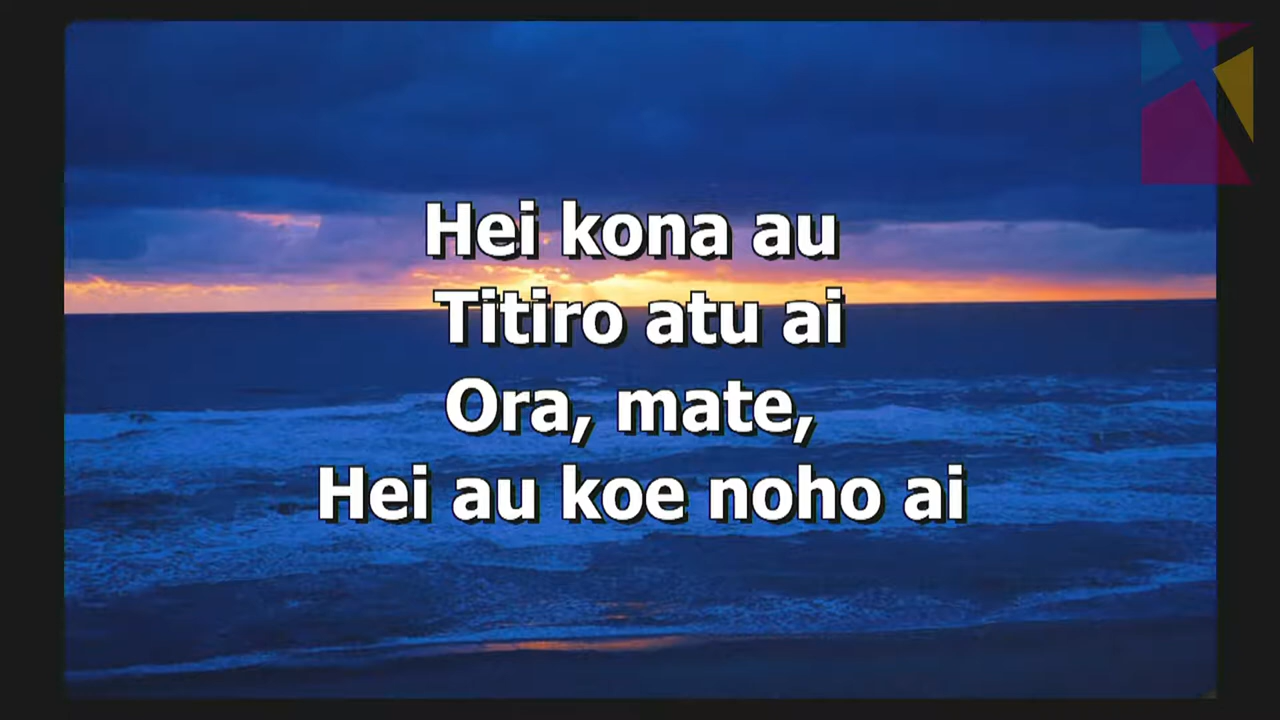 Hei kona au
Titiro atu ai
Ora, mate,
Hei au koe noho ai